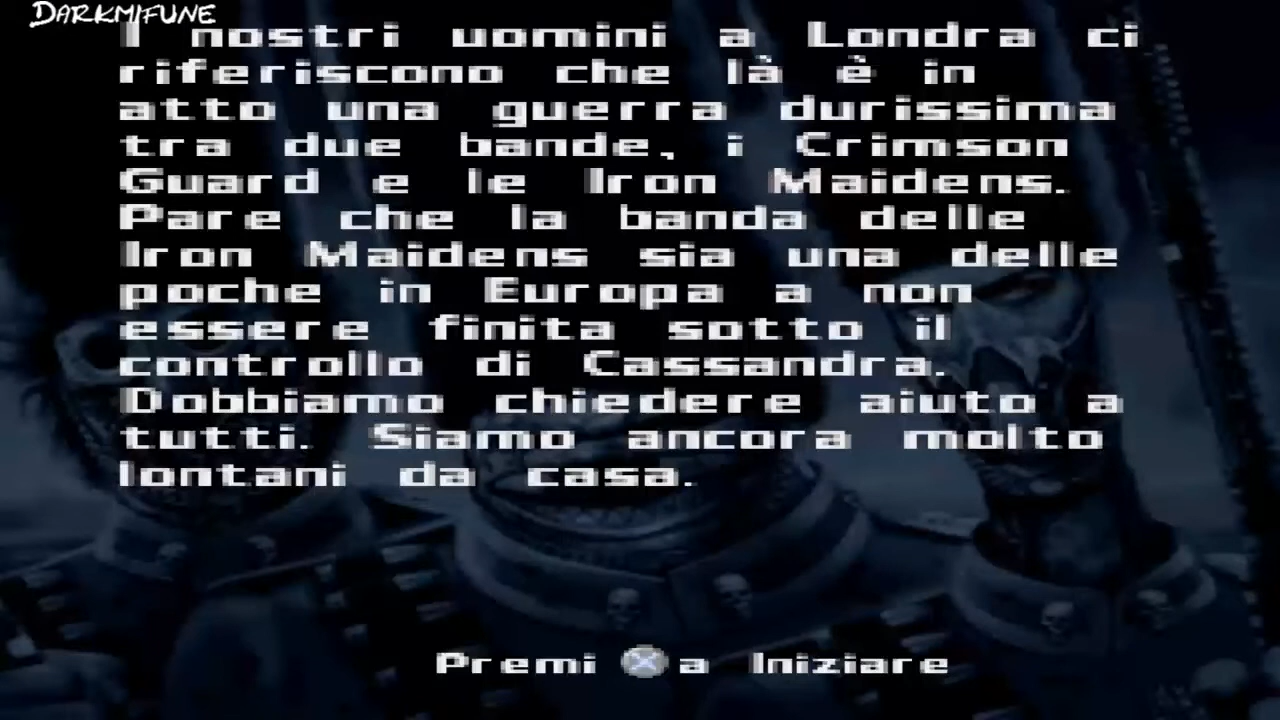 DARKMIFUNE
I nostri uomini a Londra ci
riferiscono che là è in
atto una guerra durissima
tra due bande, i Crimson
Guard e le Iron Maidens.
Pare che la banda delle
Iron Maidens sia una delle
poche in Europa a non
essere finita sotto il
controllo di Cassandra.
Dobbiamo chiedere aiuto a
tutti. Siamo ancora molto
lontani da casa.
Premi X a Iniziare